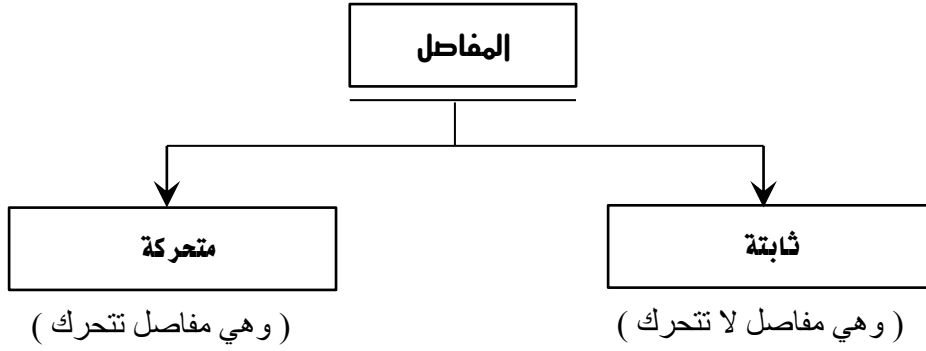 المفاصل
ثابتة
متحركة
( وهي مفاصل لا تتحرك )
( وهي مفاصل تتحرك )